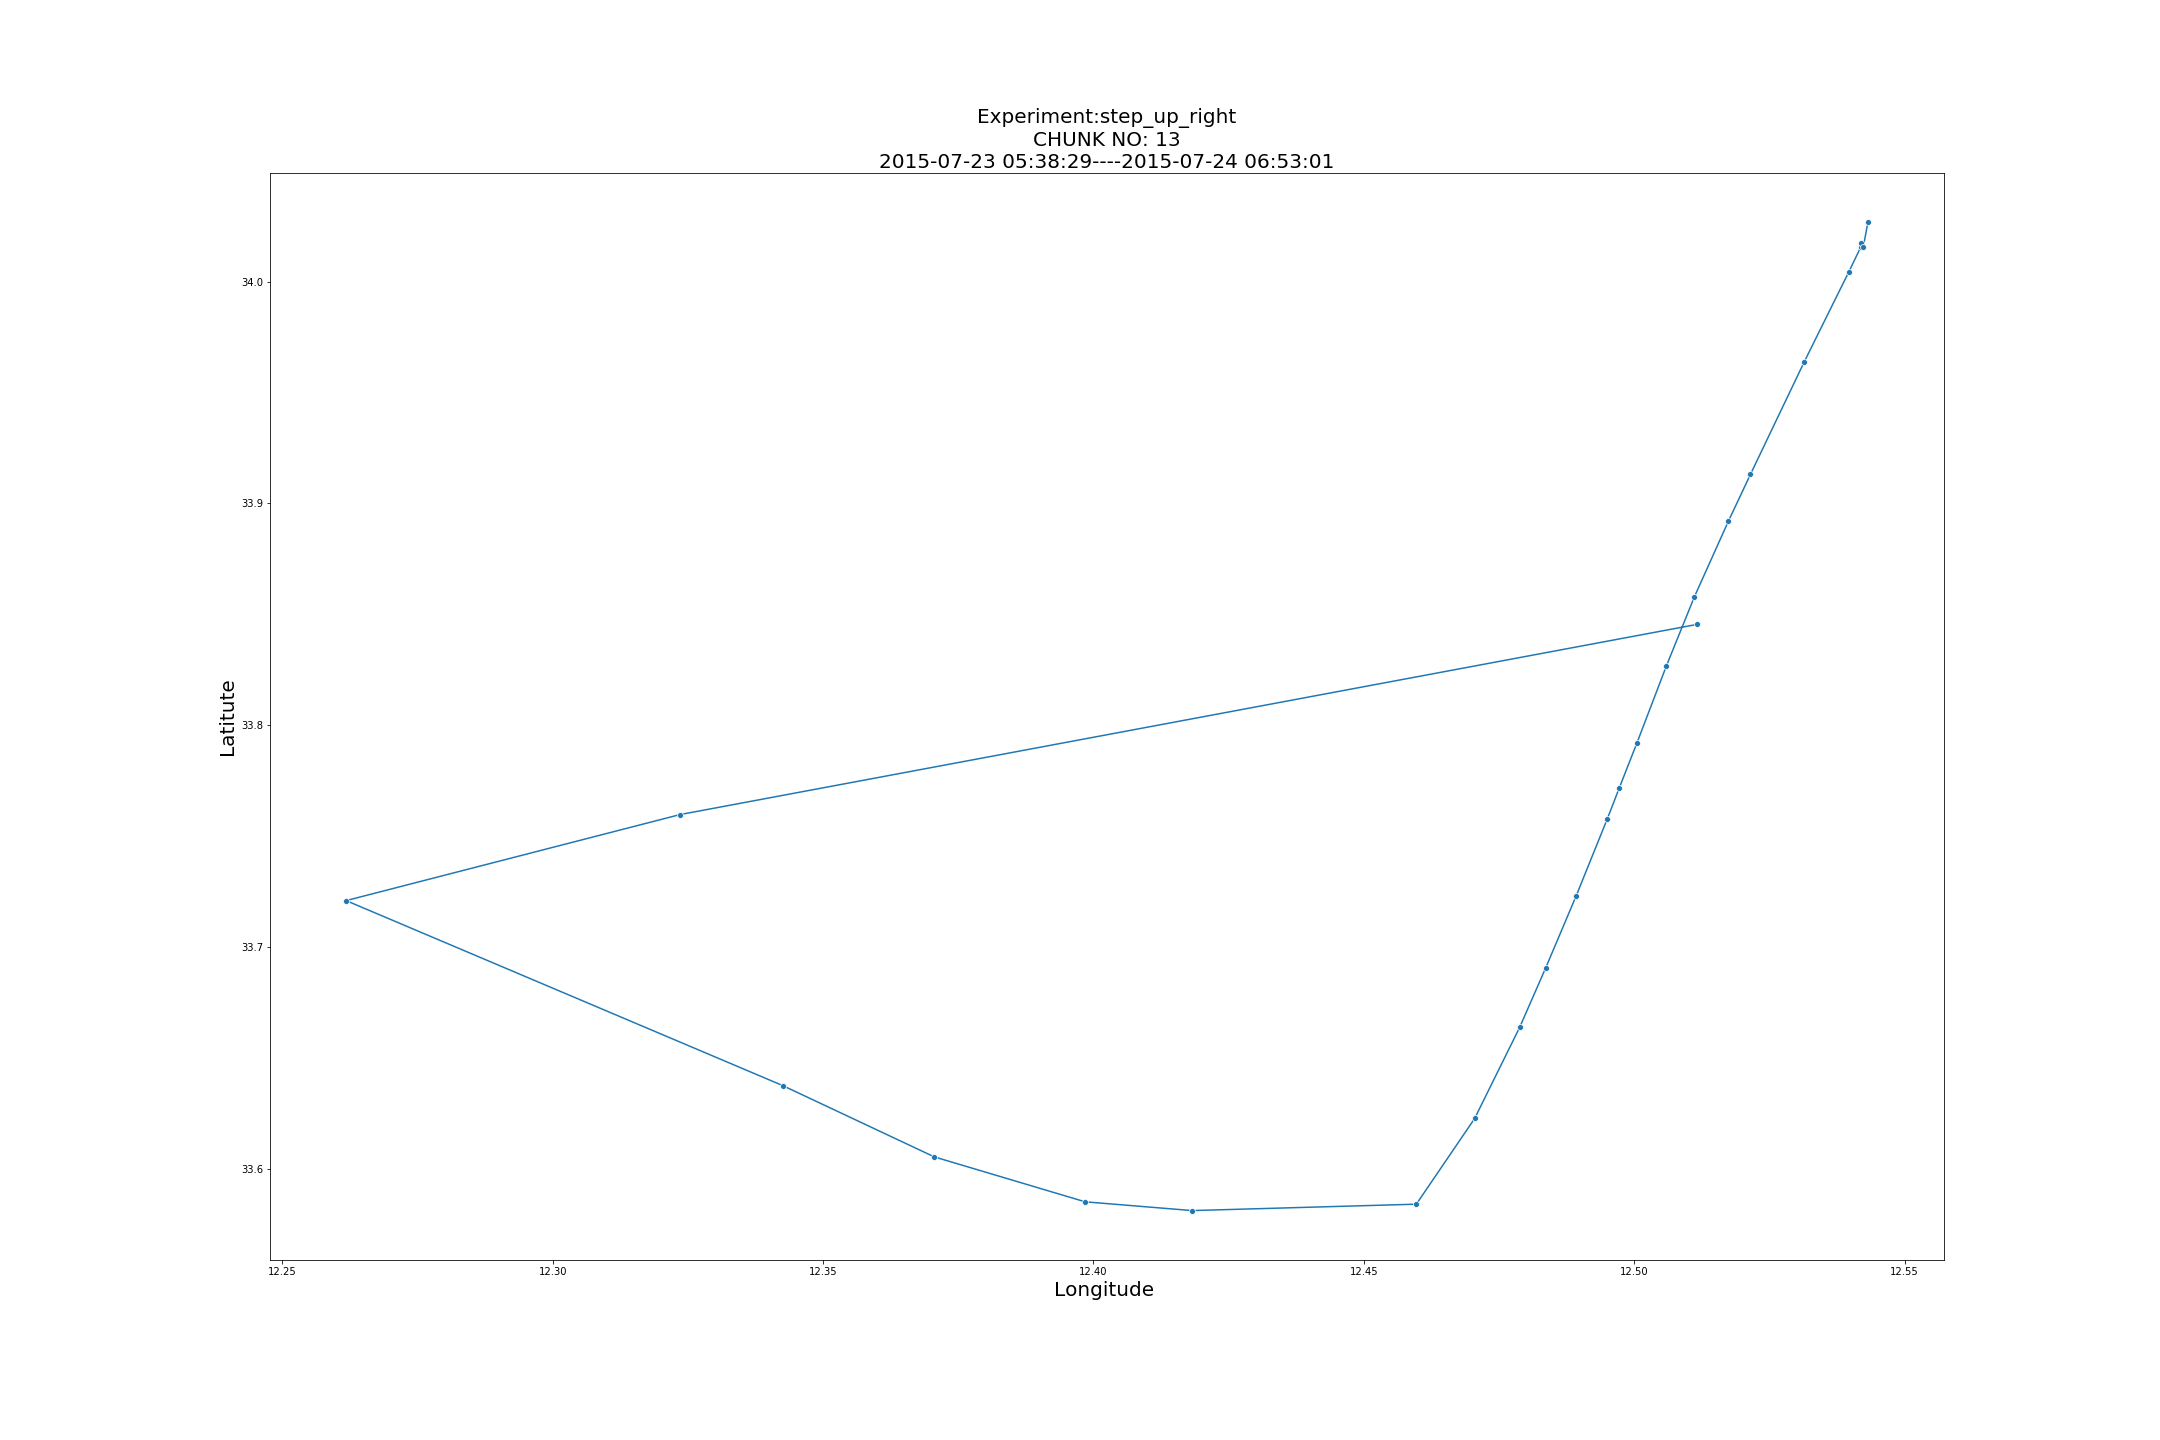 Experiment:step_up_right
CHUNK NO: 13
2015-07-23 05:38:29----2015-07-24 06:53:01
34.0
33.9
33.8
33.7
33.6
Latitute
12.25 12.30 12.35 12.40 12.45 12.50 12.55
Longitude